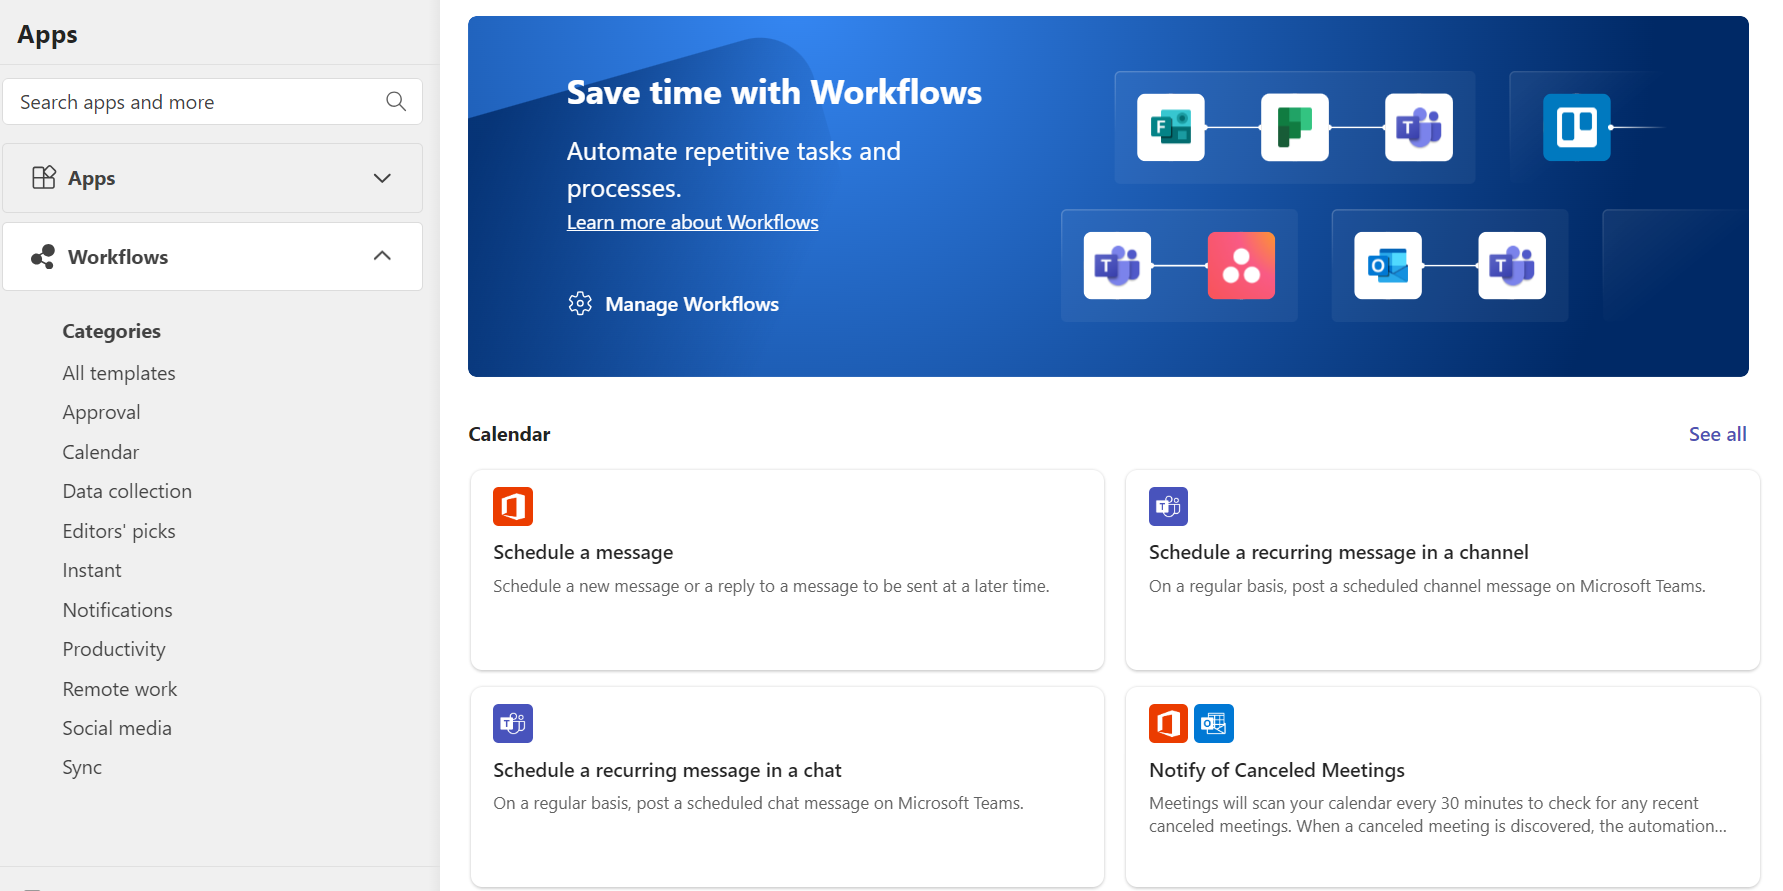 Apps
Search apps and more
Apps
Workflows
Categories
All templates
Approval
Calendar
Data collection
Editors' picks
Instant
Notifications
Productivity
Remote work
Social media
Sync
Save time with Workflows
Automate repetitive tasks and
processes.
Learn more about Workflows
Manage Workflows
Calendar
See all
Schedule a message
Schedule a new message or a reply to a message to be sent at a later time.
Schedule a recurring message in a channel
On a regular basis, post a scheduled channel message on Microsoft Teams.
Schedule a recurring message in a chat
On a regular basis, post a scheduled chat message on Microsoft Teams.
Notify of Canceled Meetings
Meetings will scan your calendar every 30 minutes to check for any recent
canceled meetings. When a canceled meeting is discovered, the automation...